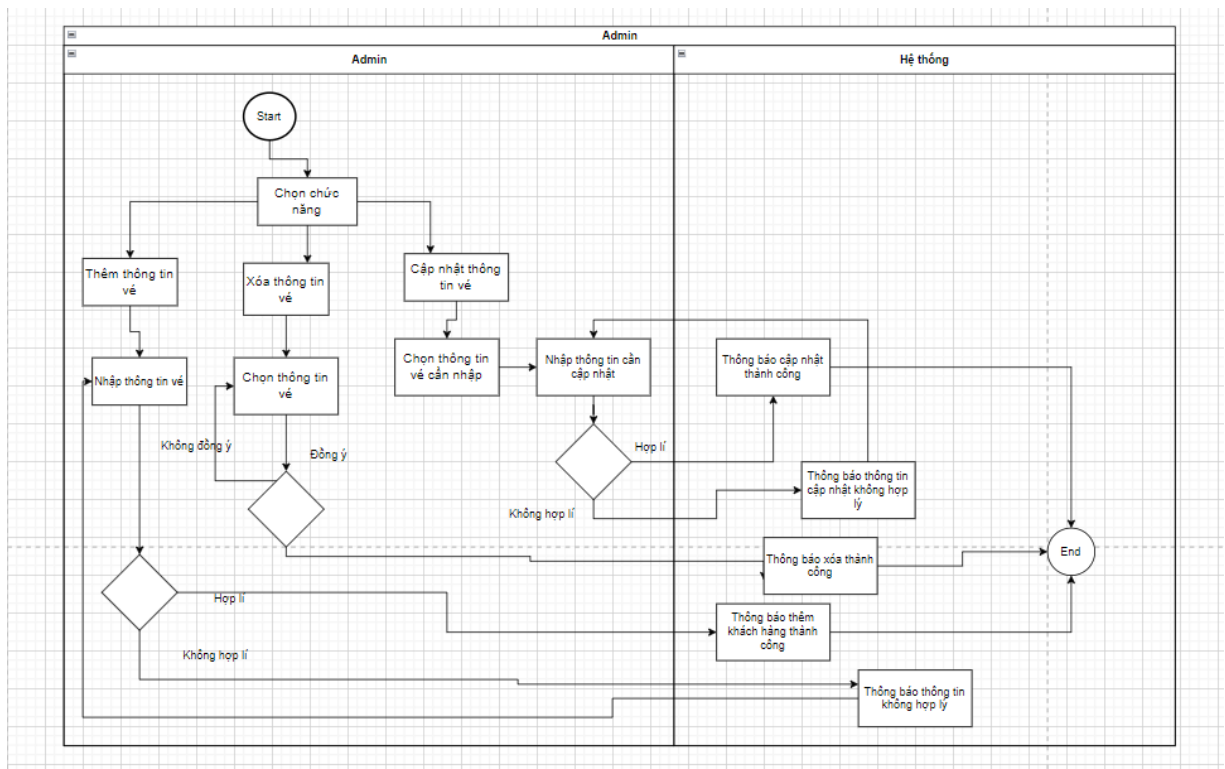 Admin
Admin
Hệ thống
Start
Chọn chức
năng
Thêm thông tin
vé
Xóa thông tin
vé
Cập nhật thông
tin vé
Nhập thông tin vé
Chọn thông tin
vé
Chọn thông tin
vé cần nhập
Nhập thông tin cần
cập nhật
Thông báo cập nhật
thành công
Không đồng ý
Đồng ý
Hợp lí
Không hợp lí
Thông báo thông tin
cập nhật không hợp
lý
Thông báo xóa thành
công
End
Hợp lí
Thông báo thêm
khách hàng thành
công
Không hợp lí
Thông báo thông tin
không hợp lý